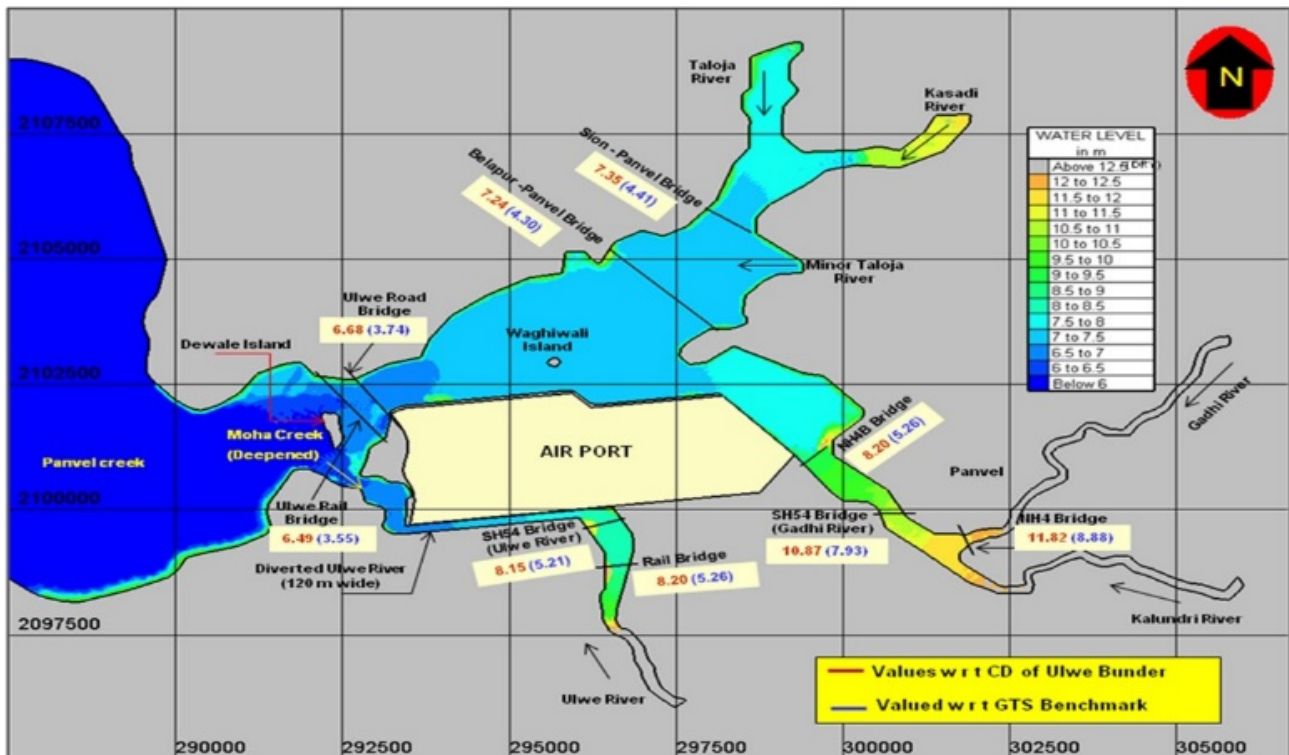 N
Taloja
River
Kasadi
River
2107500
Sion - Panvel Bridge
7.35 (4.41)
Belapur -Panvel Bridge
7.24 (4.30)
WATER LEVEL
in m
Above 12.5
12 to 12.5
11.5 to 12
11 to 11.5
10.5 to 11
10 to 10.5
9.5 to 10
9 to 9.5
8.5 to 9
8 to 8.5
7.5 to 8
7 to 7.5
6.5 to 7
6 to 6.5
Below 6
2105000
Minor Taloja
River
Ulwe Road
Bridge
6.68 (3.74)
Dewale Island
Waghiwali
Island
2102500
Gadhi River
Moha Creek
(Deepened)
Panvel creek
AIR PORT
NH4B Bridge
8.20 (5.26)
Panvel
2100000
Ulwe Rail
Bridge
6.49 (3.55)
SH54 Bridge
(Ulwe River)
8.15 (5.21)
SH54 Bridge
(Gadhi River)
10.87 (7.93)
NH4 Bridge
11.82 (8.88)
Diverted Ulwe River
(120 m wide)
Rail Bridge
8.20 (5.26)
Kalundri River
2097500
Ulwe River
Values w r t CD of Ulwe Bunder
Valued w r t GTS Benchmark
290000
292500
295000
297500
300000
302500
305000